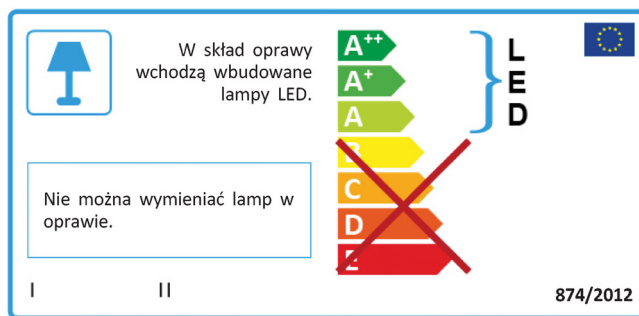 W skład oprawy
wchodzą wbudowane
lampy LED.
A++
A+
A
B
C
D
E
L
E
D
Nie można wymieniać lamp w
oprawie.
I II
874/2012